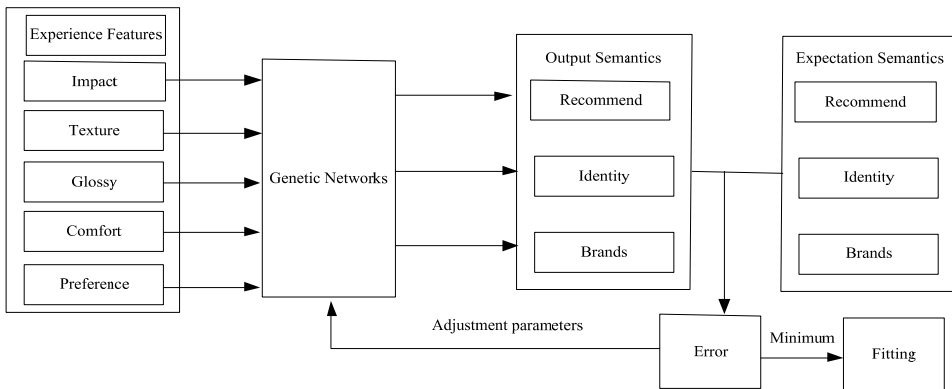 Experience Features
Impact
Texture
Glossy
Comfort
Preference
Genetic Networks
Output Semantics
Recommend
Identity
Brands
Expectation Semantics
Recommend
Identity
Brands
Adjustment parameters
Error
Minimum
Fitting